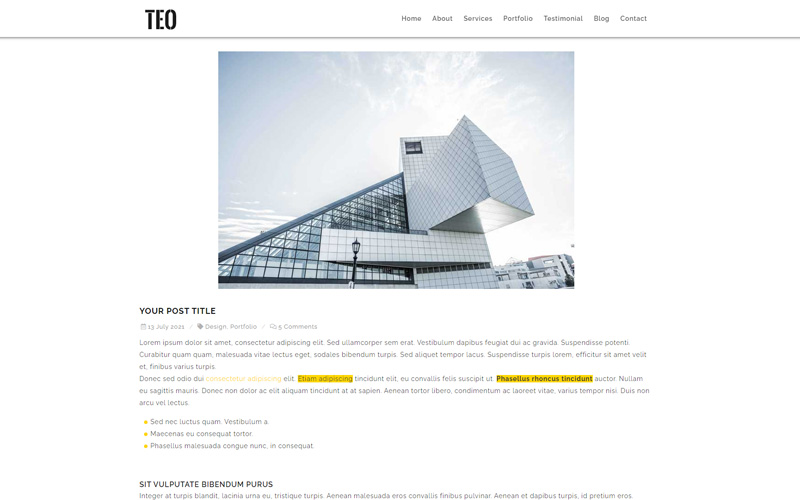 TEO
Home About Services Portfolio Testimonial Blog Contact
YOUR POST TITLE
13 July 2021 / Design, Portfolio / 5 Comments
Lorem ipsum dolor sit amet, consectetur adipiscing elit. Sed ullamcorper sem erat. Vestibulum dapibus feugiat dui ac gravida. Suspendisse potenti.
Curabitur quam quam, malesuada vitae lectus eget, sodales bibendum turpis. Sed aliquet tempor lacus. Suspendisse turpis lorem, efficitur sit amet velit
et, finibus varius turpis.
Donec sed odio dui consectetur adipiscing elit. Etiam adipiscing tincidunt elit, eu convallis felis suscipit ut. Phasellus rhoncus tincidunt auctor. Nullam
eu sagittis mauris. Donec non dolor ac elit aliquam tincidunt at at sapien. Aenean tortor libero, condimentum ac laoreet vitae, varius tempor nisi. Duis non
arcu vel lectus.
Sed nec luctus quam. Vestibulum a.
Maecenas eu consequat tortor.
Phasellus malesuada congue nunc, in consequat.
SIT VULPUTATE BIBENDUM PURUS
Integer at turpis blandit, lacinia urna eu, tristique turpis. Aenean malesuada eros convallis finibus pulvinar. Aenean et dapibus turpis, id pretium eros.